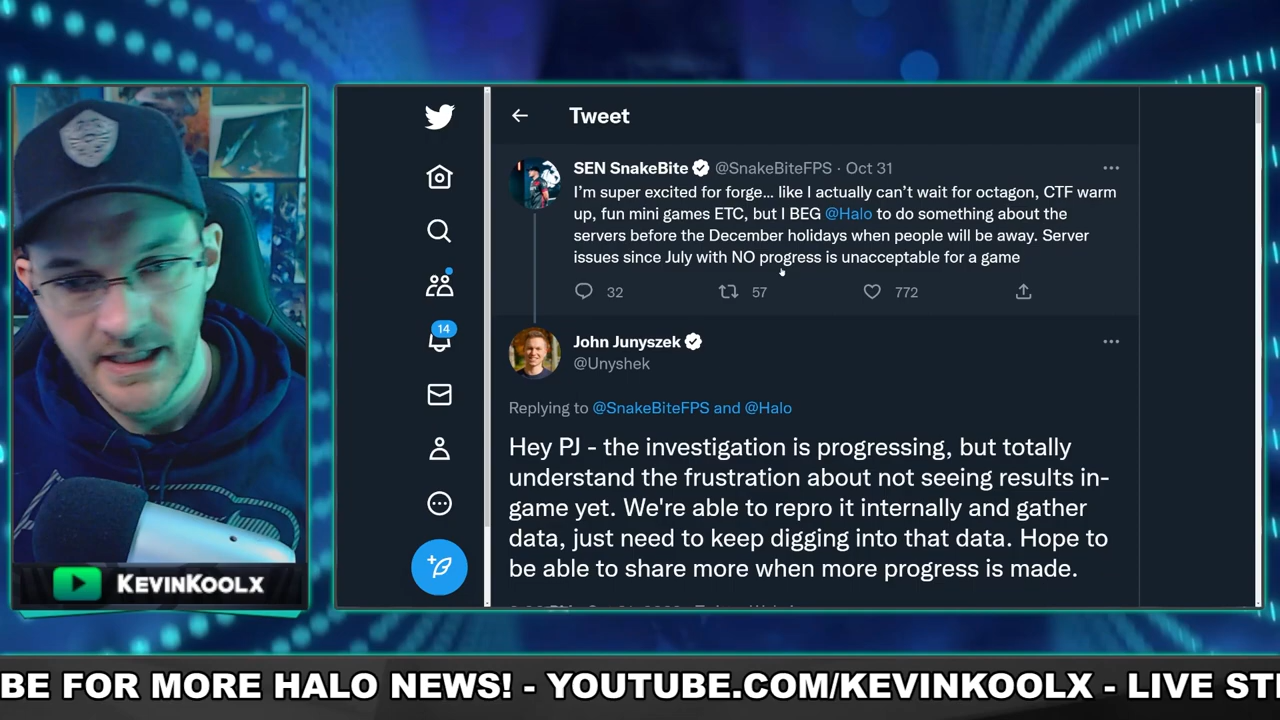 Tweet
SEN SnakeBite @SnakeBiteFPS · Oct 31
I'm super excited for forge... like I actually can't wait for octagon, CTF warm
up, fun mini games ETC, but I BEG @Halo to do something about the
servers before the December holidays when people will be away. Server
issues since July with NO progress is unacceptable for a game
32 57 772
14
John Junyszek
@Unyshek
Replying to @SnakeBiteFPS and @Halo
Hey PJ - the investigation is progressing, but totally
understand the frustration about not seeing results in-
game yet. We're able to repro it internally and gather
data, just need to keep digging into that data. Hope to
be able to share more when more progress is made.
KEVINKOOLX
BE FOR MORE HALO NEWS! - YOUTUBE.COM/KEVINKOOLX - LIVE STR